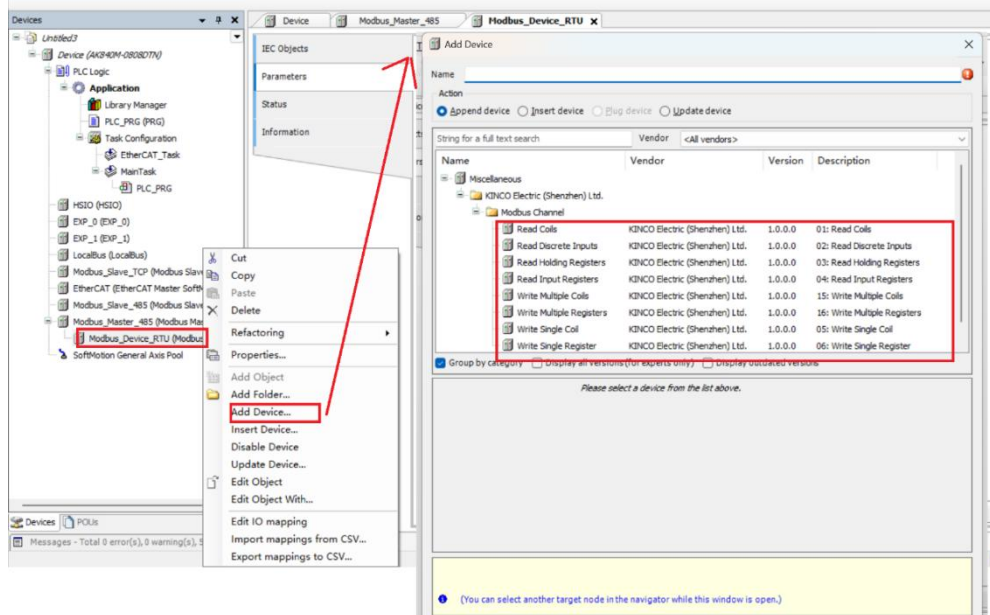 Devices
Untitled3
Device (AK840M-0808DTN)
PLC Logic
Application
Library Manager
PLC_PRG (PRG)
Task Configuration
EtherCAT_Task
MainTask
PLC_PRG
HSIO (HSIO)
EXP_0 (EXP_0)
EXP_1 (EXP_1)
LocalBus (LocalBus)
Modbus_Slave_TCP (Modbus Slav
EtherCAT (EtherCAT Master Soft
Modbus_Slave_485 (Modbus Slav
Modbus_Master_485 (Modbus Mas
Modbus_Device_RTU (Modbus
SoftMotion General Axis Pool
Devices POUs
Messages - Total 0 error(s), 0 warning(s), 5
Cut
Copy
Paste
Delete
Refactoring
Properties...
Add Object
Add Folder...
Add Device...
Insert Device...
Disable Device
Update Device...
Edit Object
Edit Object With...
Edit IO mapping
Import mappings from CSV...
Export mappings to CSV...
Device Modbus_Master_485 Modbus_Device_RTU
IEC Objects
Parameters
Status
Information
Add Device
Name
Action
Append device Insert device Plug device Update device
String for a full text search Vendor <All vendors>
Name Vendor Version Description
Miscellaneous
KINCO Electric (Shenzhen) Ltd.
Modbus Channel
Read Coils KINCO Electric (Shenzhen) Ltd. 1.0.0.0 01: Read Coils
Read Discrete Inputs KINCO Electric (Shenzhen) Ltd. 1.0.0.0 02: Read Discrete Inputs
Read Holding Registers KINCO Electric (Shenzhen) Ltd. 1.0.0.0 03: Read Holding Registers
Read Input Registers KINCO Electric (Shenzhen) Ltd. 1.0.0.0 04: Read Input Registers
Write Multiple Coils KINCO Electric (Shenzhen) Ltd. 1.0.0.0 15: Write Multiple Coils
Write Multiple Registers KINCO Electric (Shenzhen) Ltd. 1.0.0.0 16: Write Multiple Registers
Write Single Coil KINCO Electric (Shenzhen) Ltd. 1.0.0.0 05: Write Single Coil
Write Single Register KINCO Electric (Shenzhen) Ltd. 1.0.0.0 06: Write Single Register
Group by category Display all versions (for experts only) Display outdated versions
Please select a device from the list above.
(You can select another target node in the navigator while this window is open.)